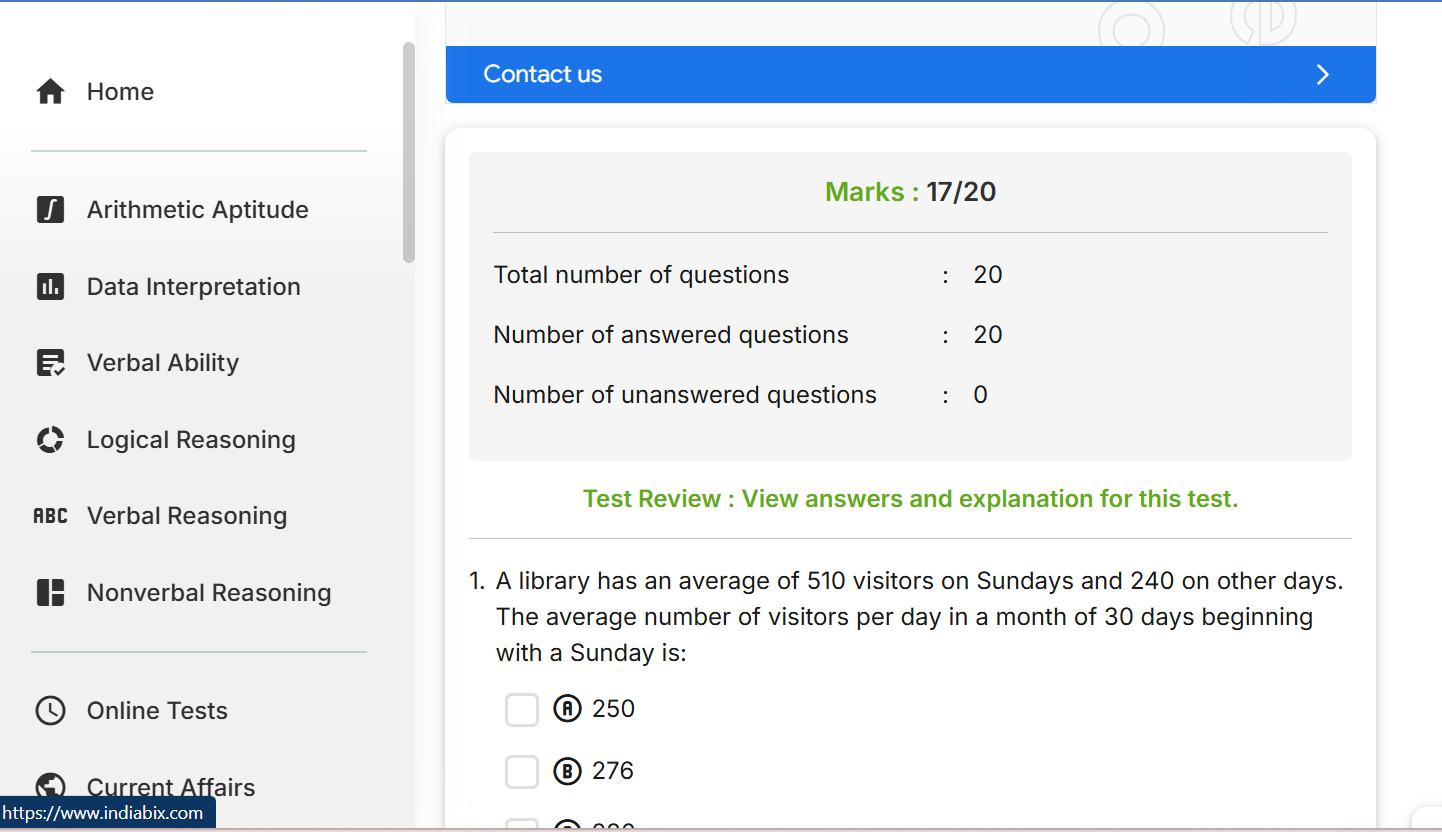 Home
Arithmetic Aptitude
Data Interpretation
Verbal Ability
Logical Reasoning
ABC Verbal Reasoning
Nonverbal Reasoning
Online Tests
Current Affairs
https://www.indiabix.com
Contact us
Marks : 17/20
Total number of questions : 20
Number of answered questions : 20
Number of unanswered questions : 0
Test Review : View answers and explanation for this test.
1. A library has an average of 510 visitors on Sundays and 240 on other days.
The average number of visitors per day in a month of 30 days beginning
with a Sunday is:
A 250
B 276